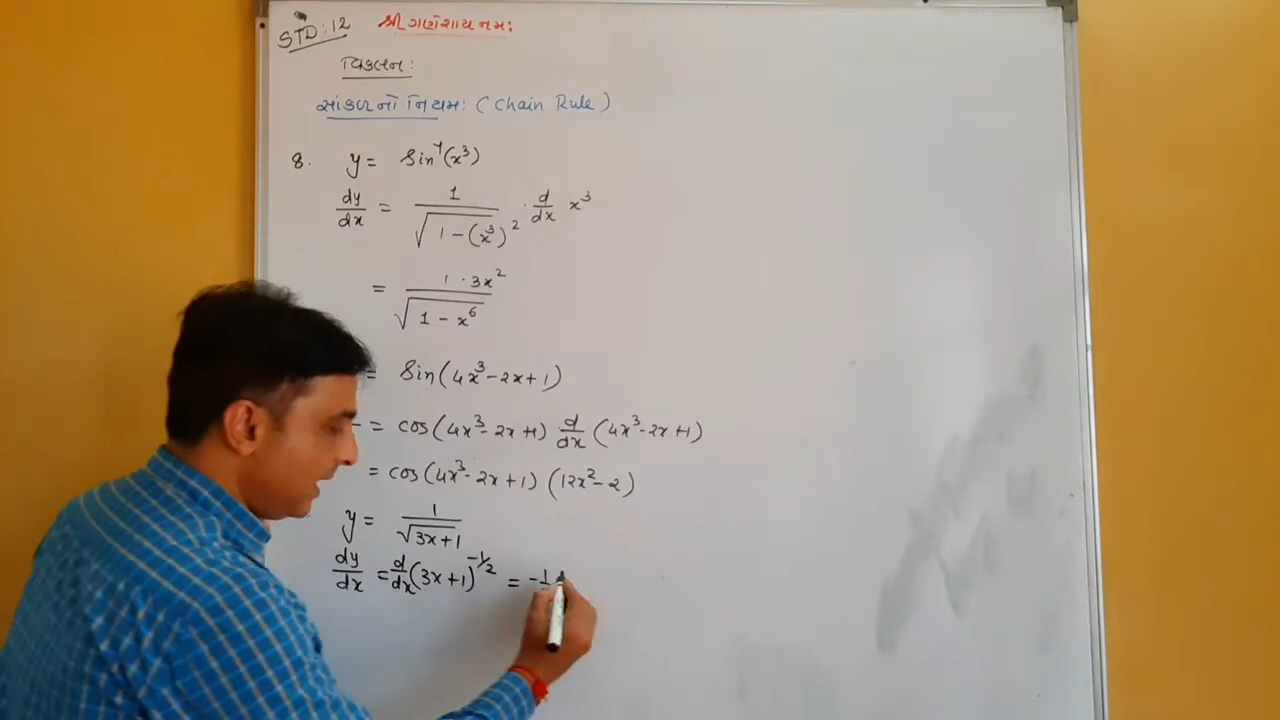 STD: 12
શ્રી ગણેશાય નમઃ
વિકલન:
સાંકળનો નિયમ: (Chain Rule)
8. y = Sin⁻¹(x³)
dy/dx = 1/√(1-(x³)²) · d/dx x³
= 1·3x²/√(1-x⁶)
= Sin(4x³-2x+1)
= cos(4x³-2x+1) d/dx (4x³-2x+1)
= cos(4x³-2x+1) (12x²-2)
y = 1/√(3x+1)
dy/dx = d/dx (3x+1)^(-1/2) = -1